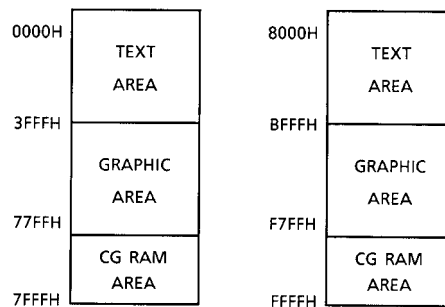 0000H
TEXT
AREA
3FFFH
GRAPHIC
AREA
77FFH
CG RAM
AREA
7FFFH
8000H
TEXT
AREA
BFFFH
GRAPHIC
AREA
F7FFH
CG RAM
AREA
FFFFH